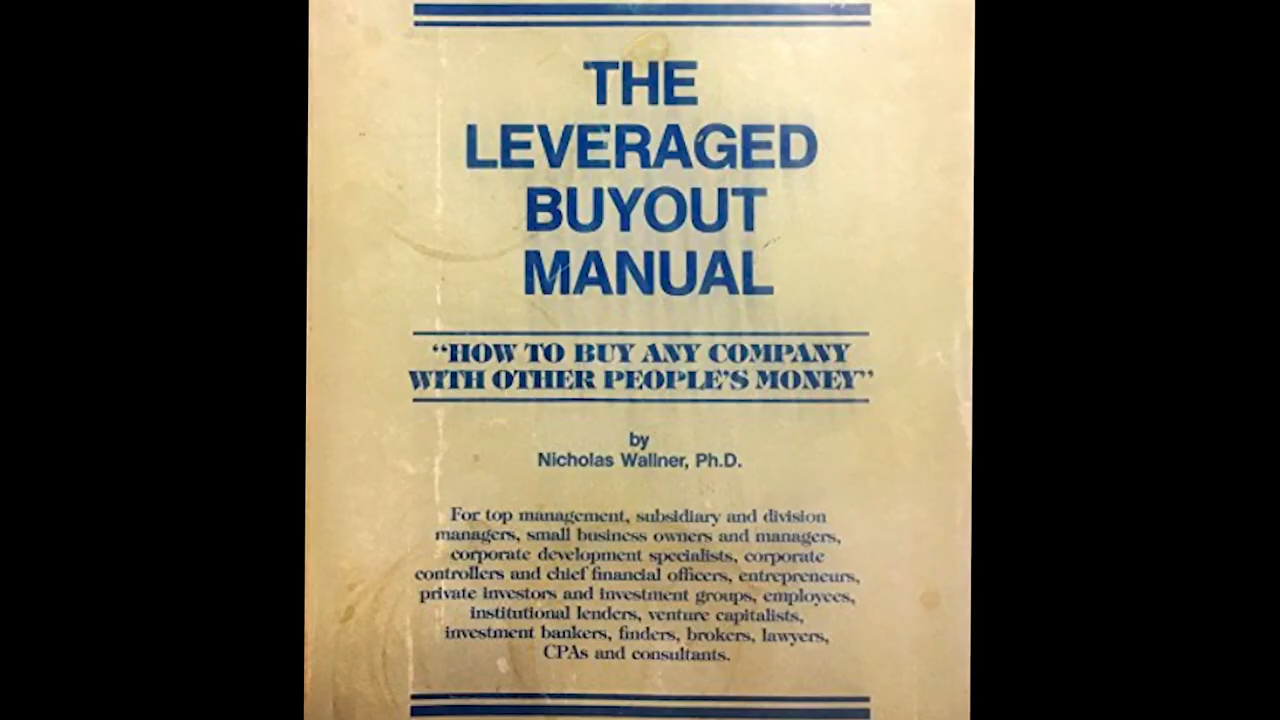 THE
LEVERAGED
BUYOUT
MANUAL
“HOW TO BUY ANY COMPANY
WITH OTHER PEOPLE’S MONEY”
by
Nicholas Wallner, Ph.D.
For top management, subsidiary and division
managers, small business owners and managers,
corporate development specialists, corporate
controllers and chief financial officers, entrepreneurs,
private investors and investment groups, employees,
institutional lenders, venture capitalists,
investment bankers, finders, brokers, lawyers,
CPAs and consultants.